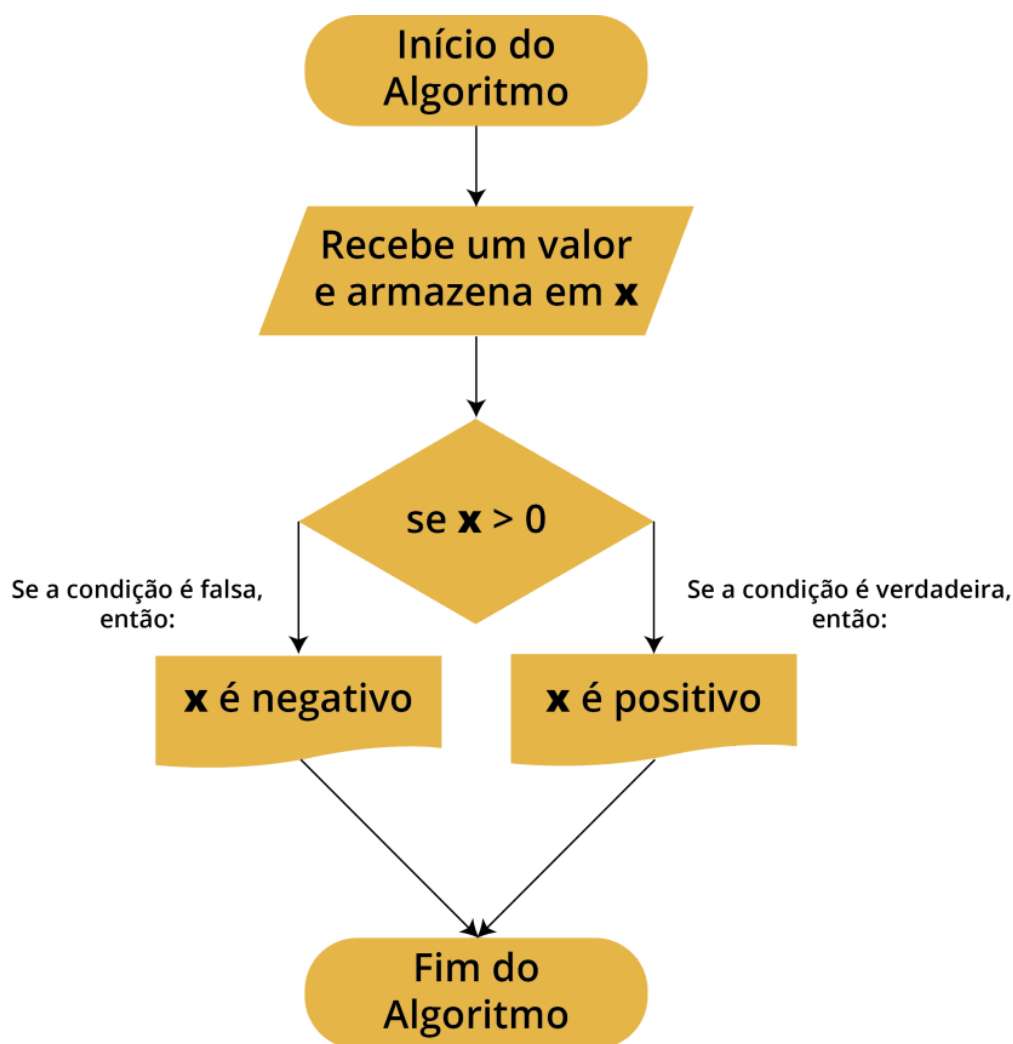 Início do
Algoritmo
Recebe um valor
e armazena em x
se x > 0
Se a condição é falsa,
então:
Se a condição é verdadeira,
então:
x é negativo
x é positivo
Fim do
Algoritmo